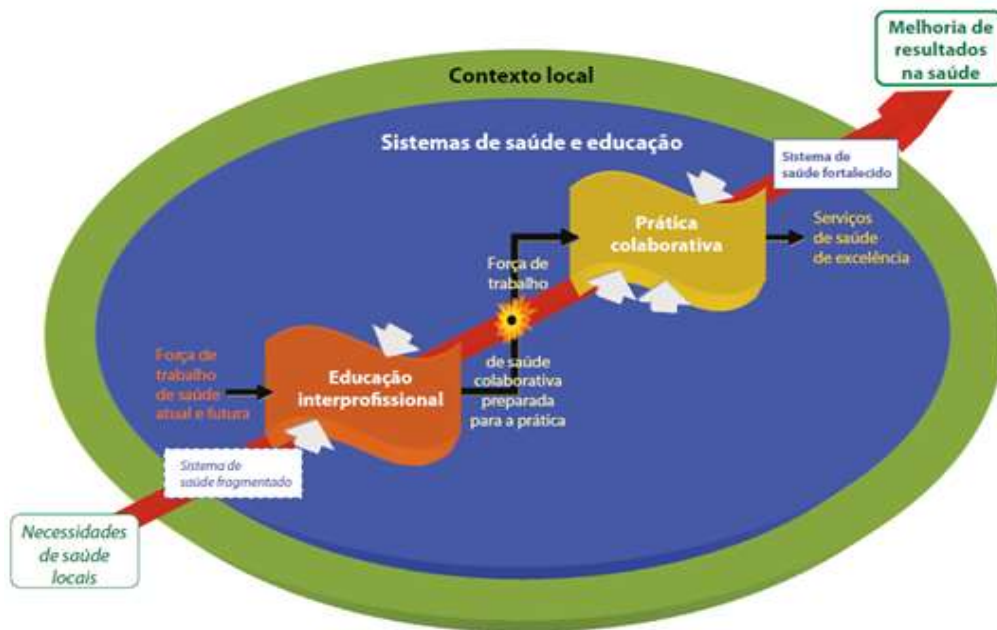 Melhoria de
resultados
na saúde
Contexto local
Sistemas de saúde e educação
Sistema de
saúde fortalecido
Prática
colaborativa
Serviços
de saúde
de excelência
Força de
trabalho
de saúde
colaborativa
preparada
para a prática
Força de
trabalho
de saúde
atual e futura
Educação
interprofissional
Sistema de
saúde fragmentado
Necessidades
de saúde
locais